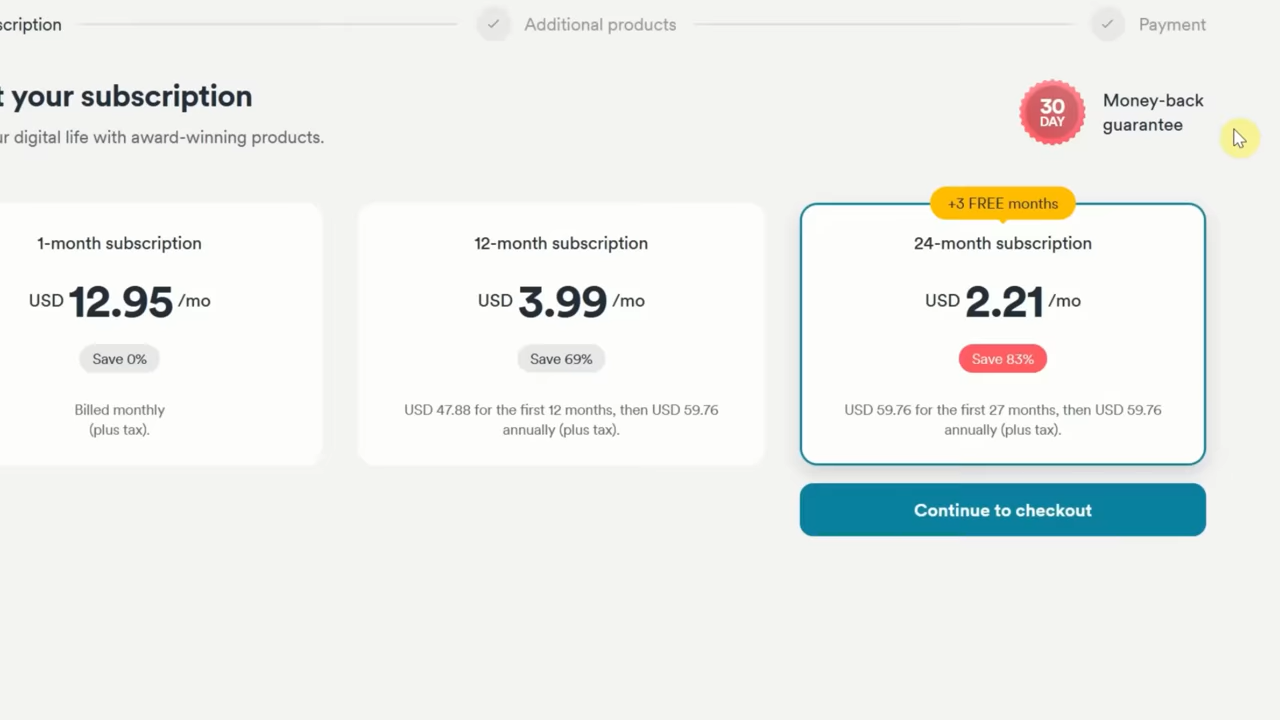 scription
Additional products
Payment
t your subscription
ur digital life with award-winning products.
30
DAY
Money-back
guarantee
1-month subscription
USD 12.95 /mo
Save 0%
Billed monthly
(plus tax).
12-month subscription
USD 3.99 /mo
Save 69%
USD 47.88 for the first 12 months, then USD 59.76
annually (plus tax).
+3 FREE months
24-month subscription
USD 2.21 /mo
Save 83%
USD 59.76 for the first 27 months, then USD 59.76
annually (plus tax).
Continue to checkout